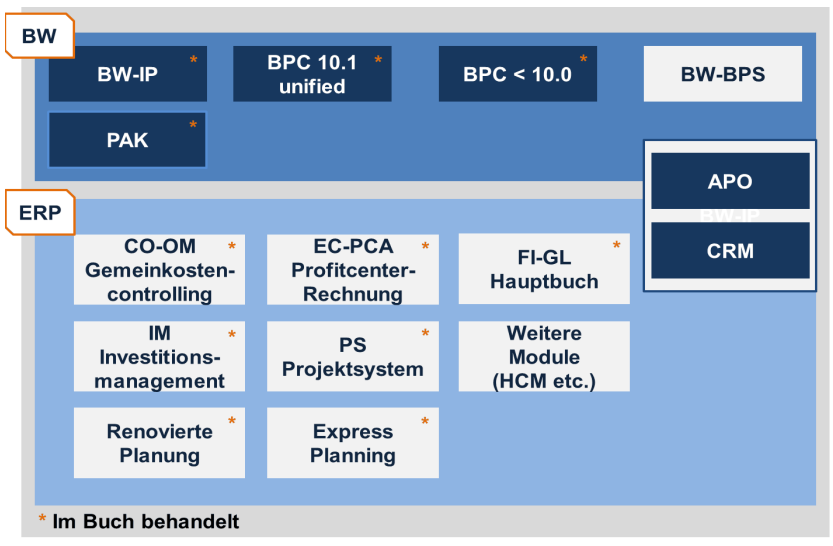 BW
BW-IP *
BPC 10.1 *
unified
BPC < 10.0 *
BW-BPS
PAK *
APO
BW-IP
CRM
ERP
CO-OM *
Gemeinkosten-
controlling
EC-PCA *
Profitcenter-
Rechnung
FI-GL *
Hauptbuch
IM *
Investitions-
management
PS *
Projektsystem
Weitere
Module
(HCM etc.)
Renovierte *
Planung
Express *
Planning
* Im Buch behandelt